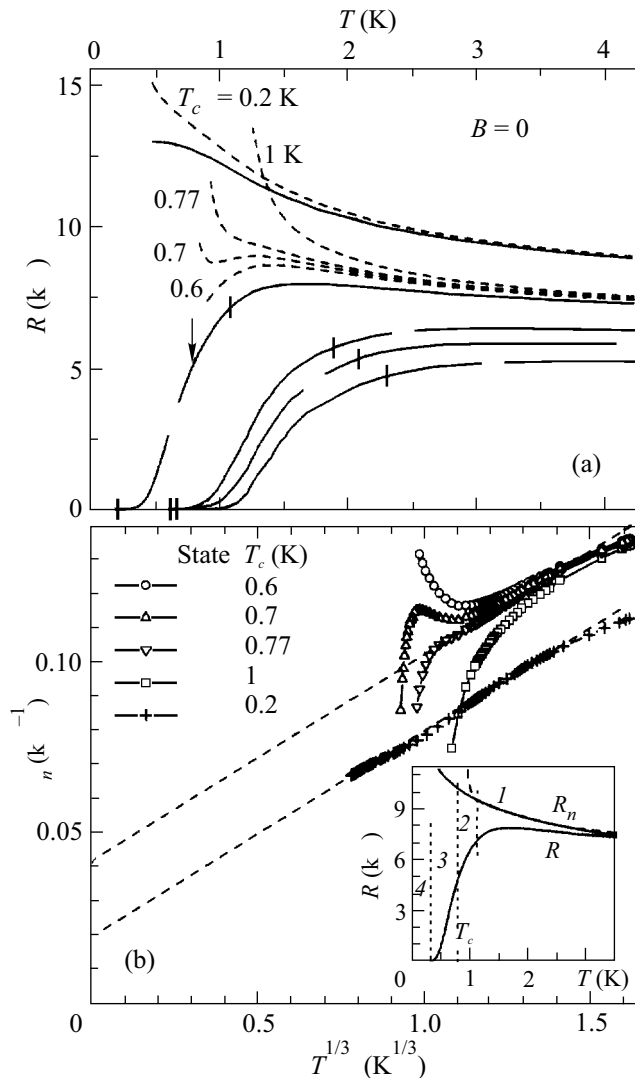 T (K)
0 1 2 3 4
15
T_c = 0.2 K
B = 0
1 K
0.77
10
0.7
0.6
R (k )
5
(a)
0
State T_c (K)
0.6
0.7
0.77
1
0.2
0.10
_n (k⁻¹)
0.05
9
6
3
0 1 2
R (k )
1
2
3
4
R_n
R
T_c
T (K)
(b)
0
0.5
1.0
1.5
T^1/3 (K^1/3)